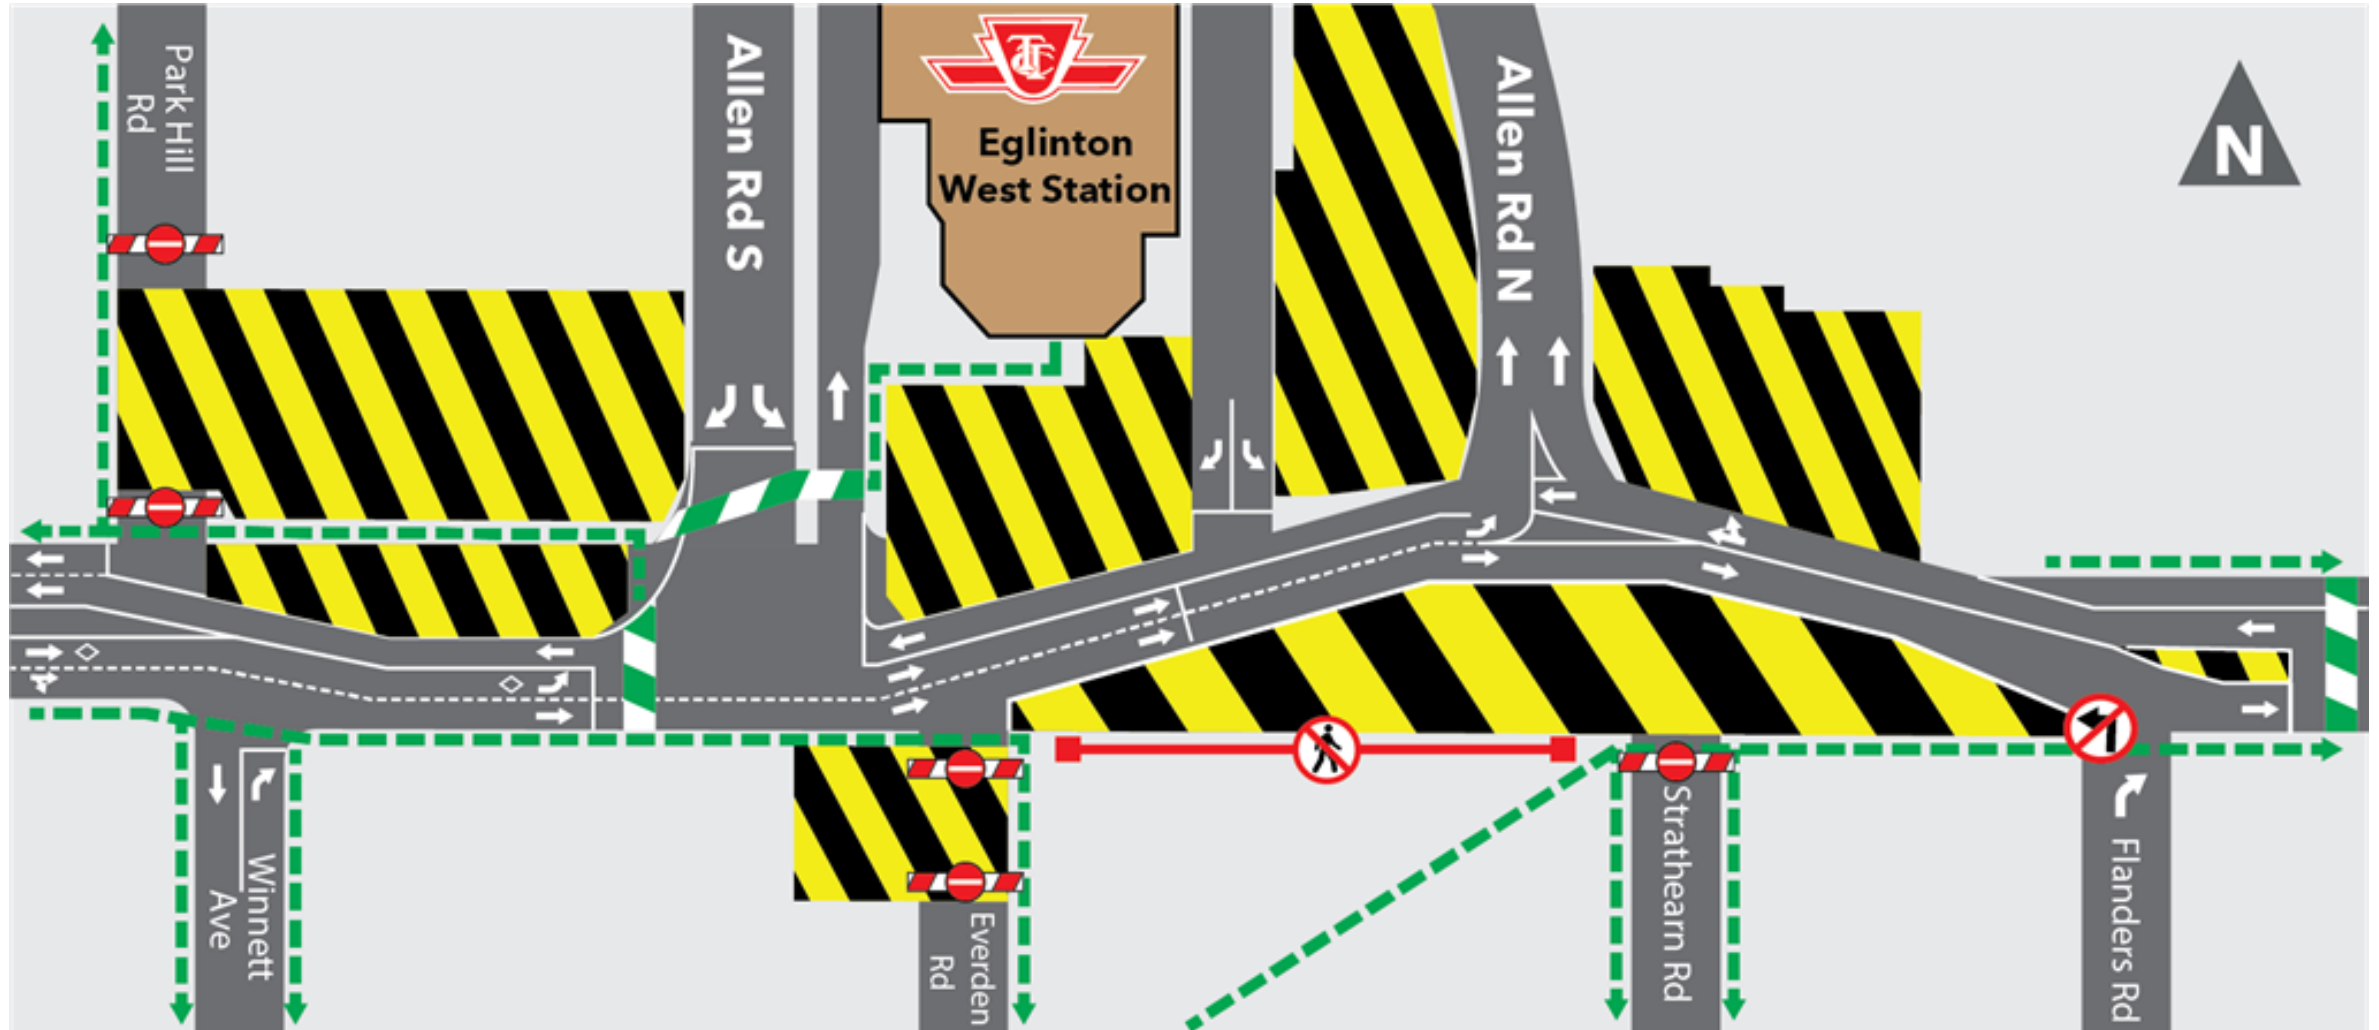 Park Hill
Rd
Allen Rd S
TTC
Eglinton
West Station
Allen Rd N
N
Winnett
Ave
Everden
Rd
Strathearn Rd
Flanders Rd